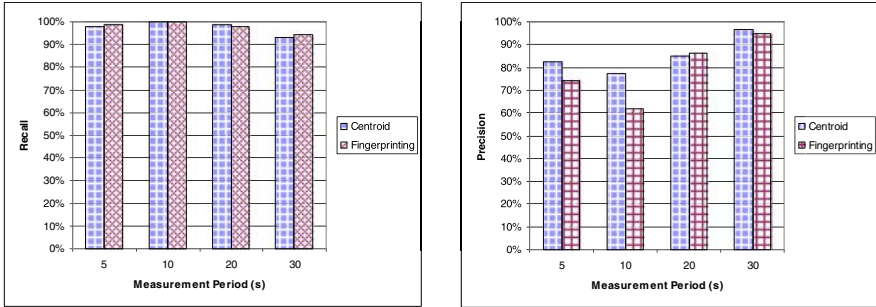 100%
90%
80%
70%
60%
50%
40%
30%
20%
10%
0%
Recall
5 10 20 30
Measurement Period (s)
Centroid
Fingerprinting
100%
90%
80%
70%
60%
50%
40%
30%
20%
10%
0%
Precision
5 10 20 30
Measurement Period (s)
Centroid
Fingerprinting